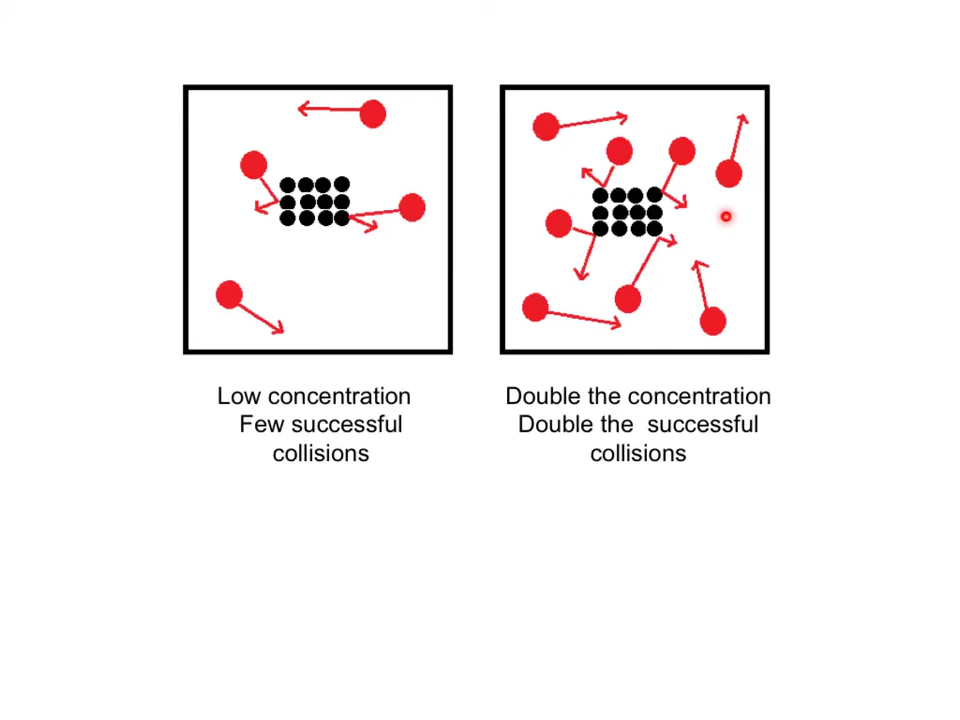 Low concentration
Few successful
collisions
Double the concentration
Double the  successful
collisions